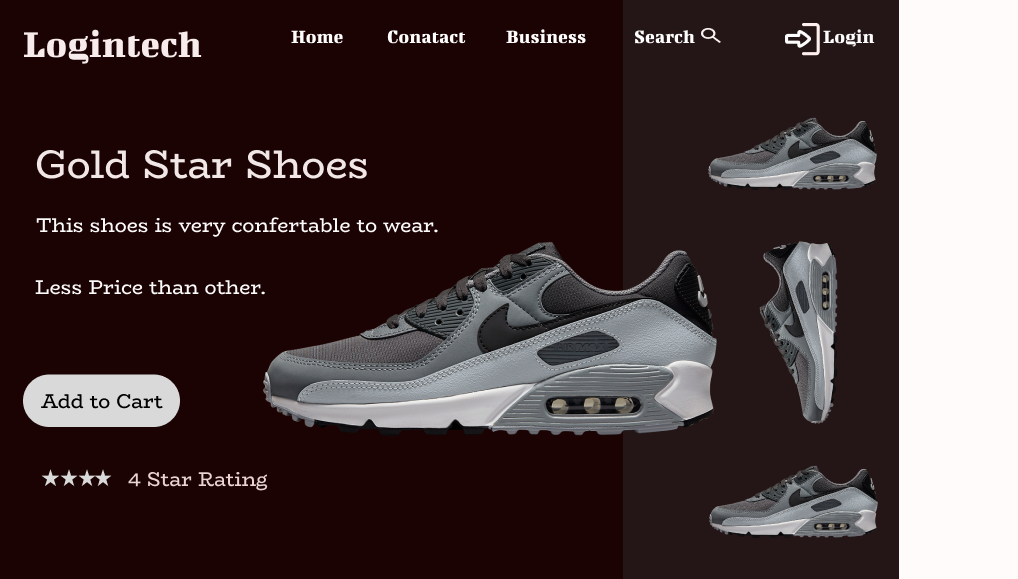 Logintech
Home
Conatact
Business
Search
Login
Gold Star Shoes
This shoes is very confertable to wear.
Less Price than other.
Add to Cart
4 Star Rating